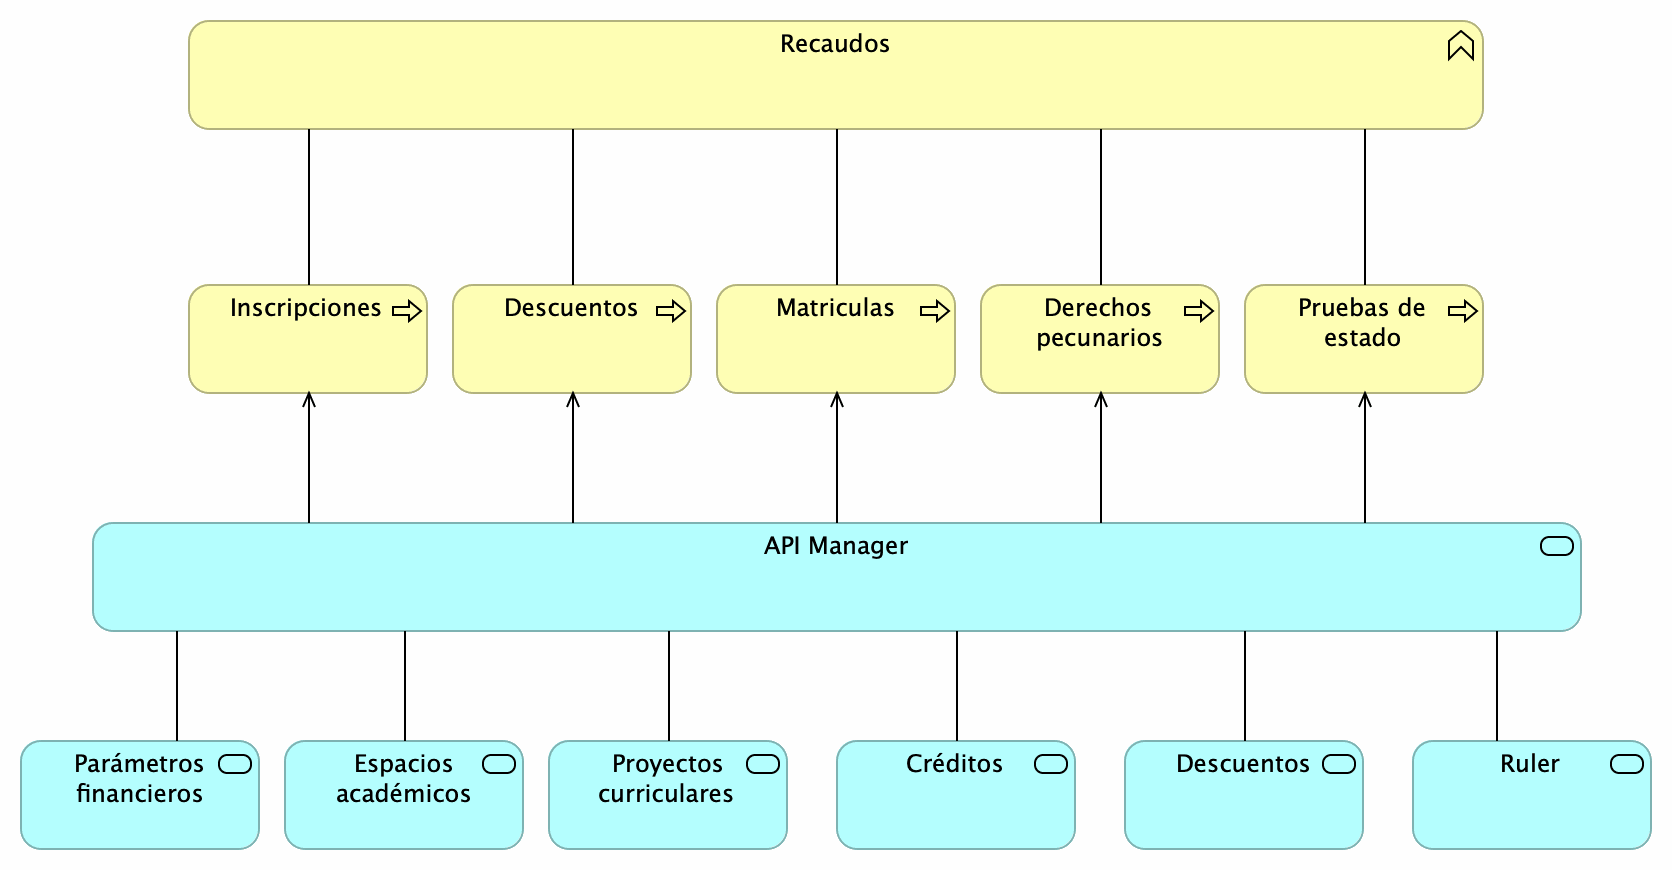 Recaudos
Inscripciones
Descuentos
Matriculas
Derechos
pecunarios
Pruebas de
estado
API Manager
Parámetros
financieros
Espacios
académicos
Proyectos
curriculares
Créditos
Descuentos
Ruler